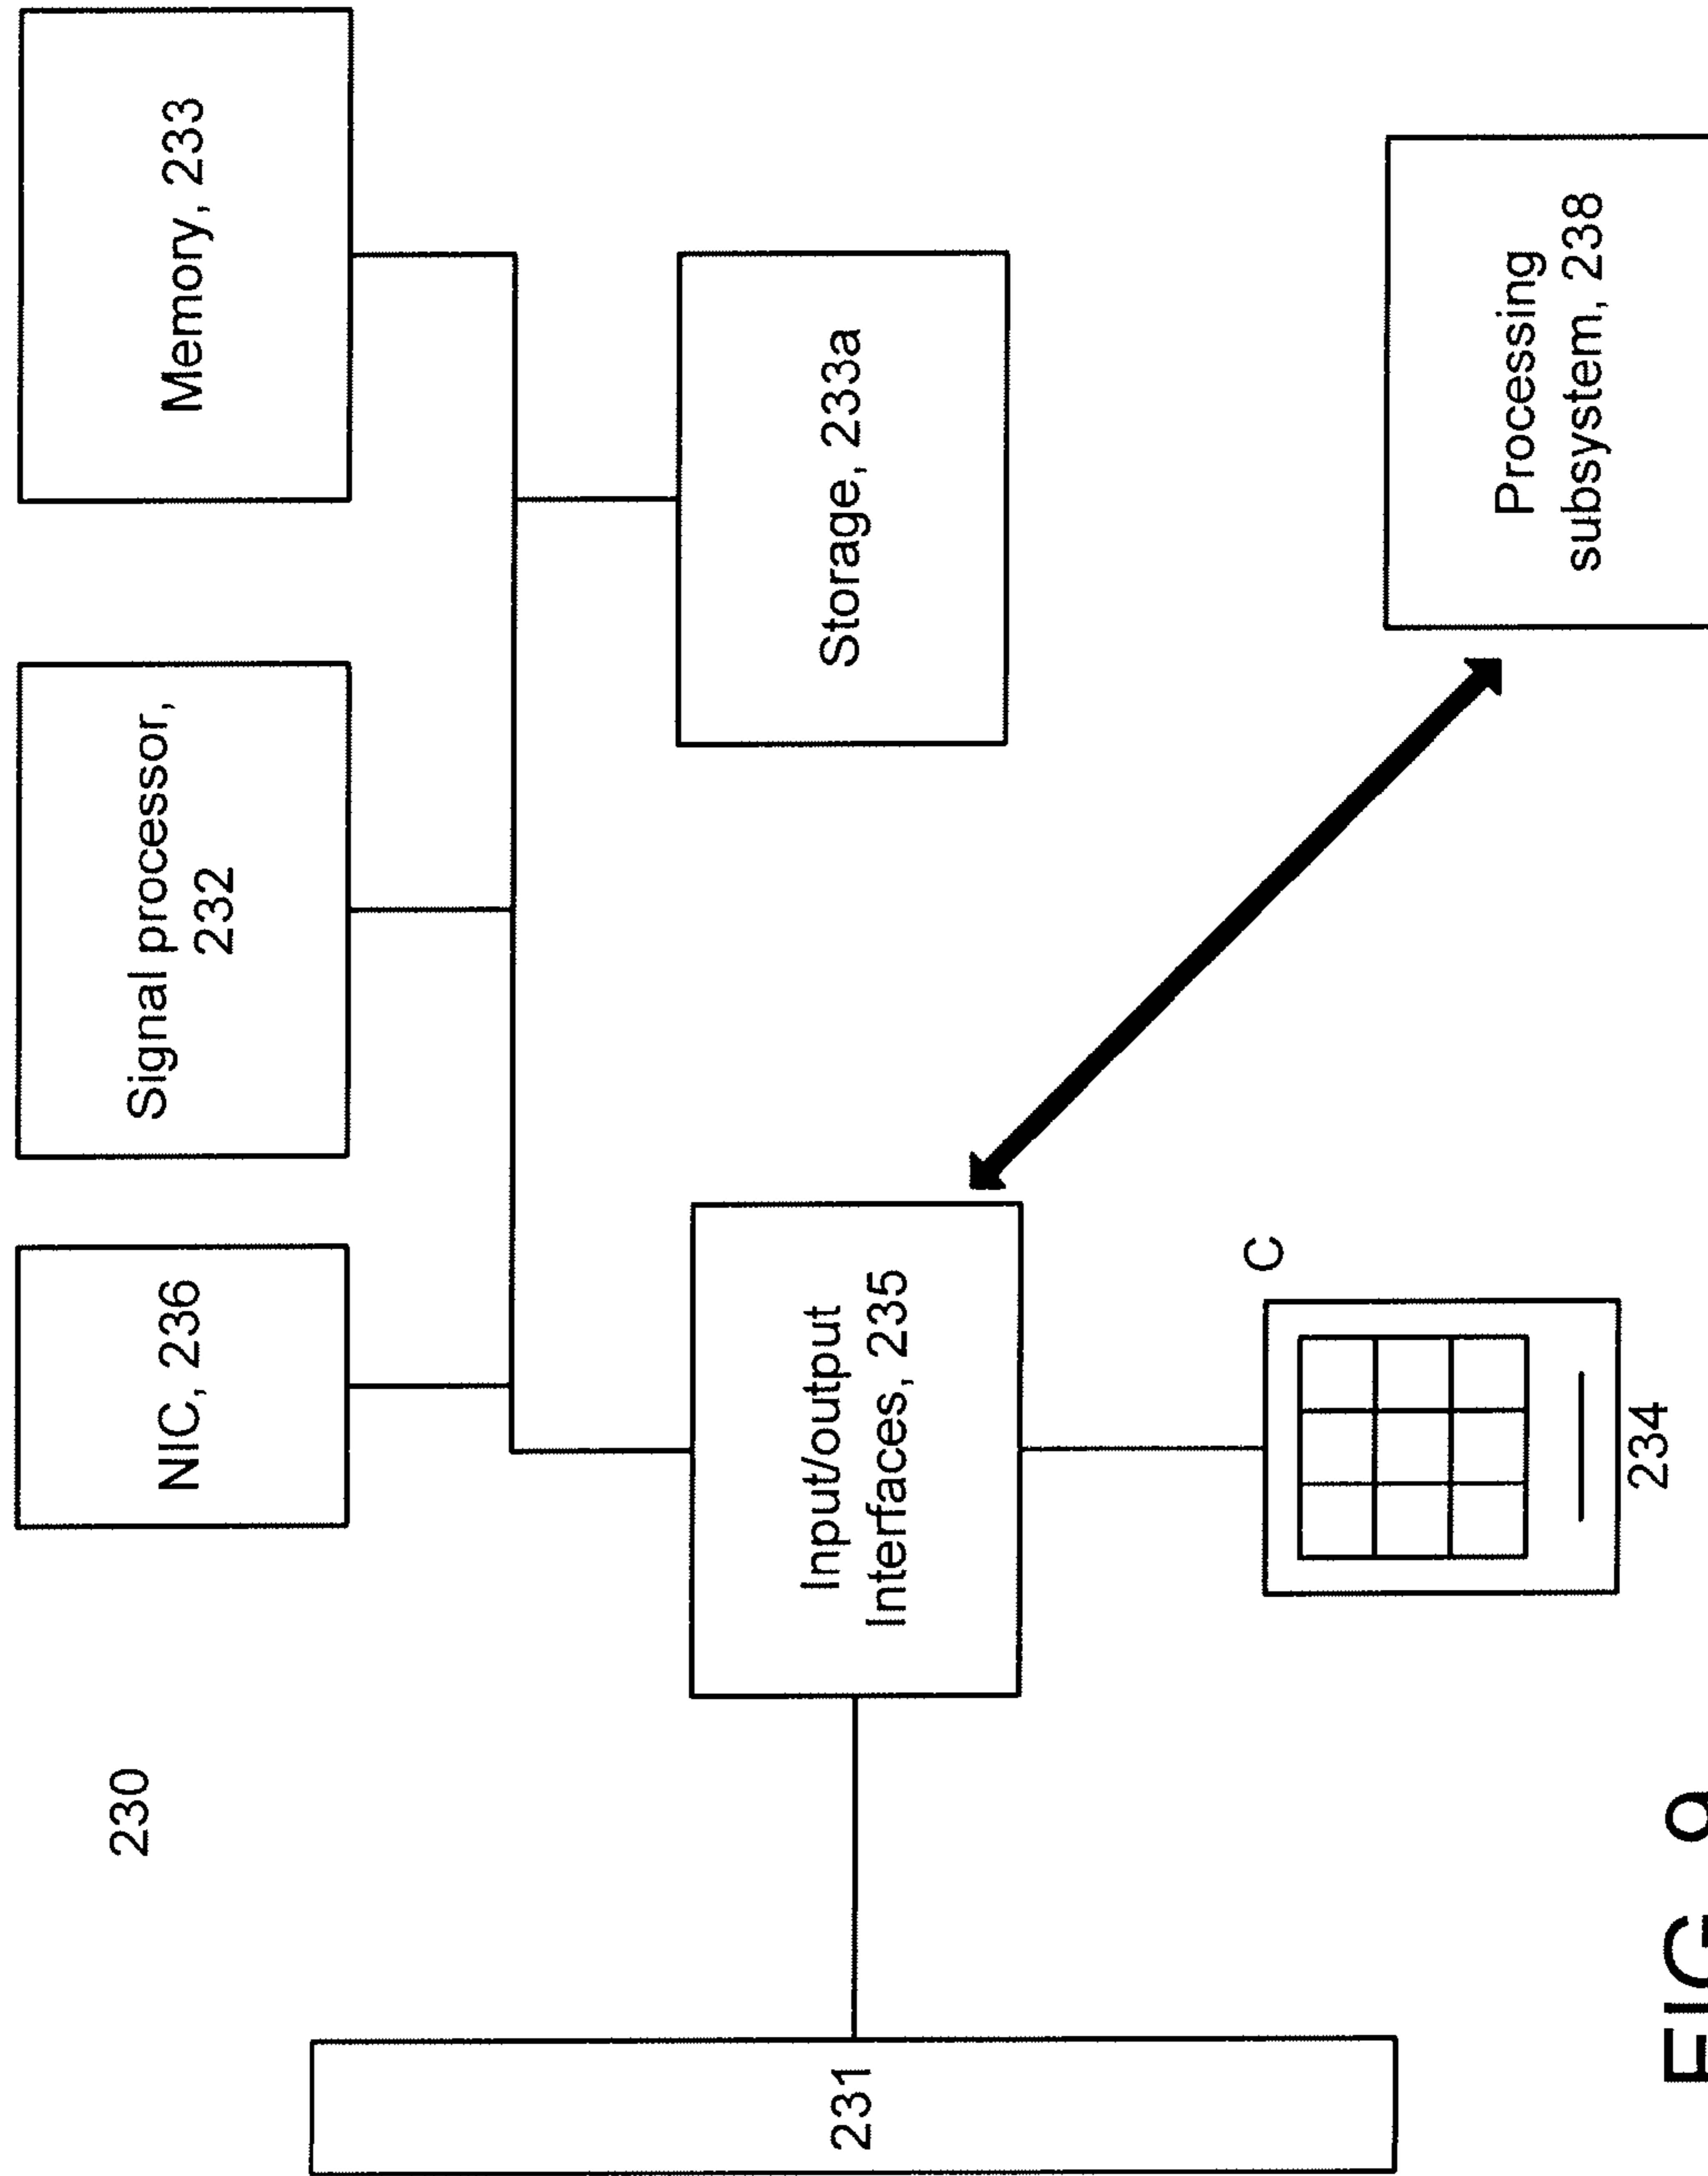 230
NIC, 236
Signal processor,
232
Memory, 233
231
Input/output
Interfaces, 235
Storage, 233a
C
234
Processing
subsystem, 238
FIG